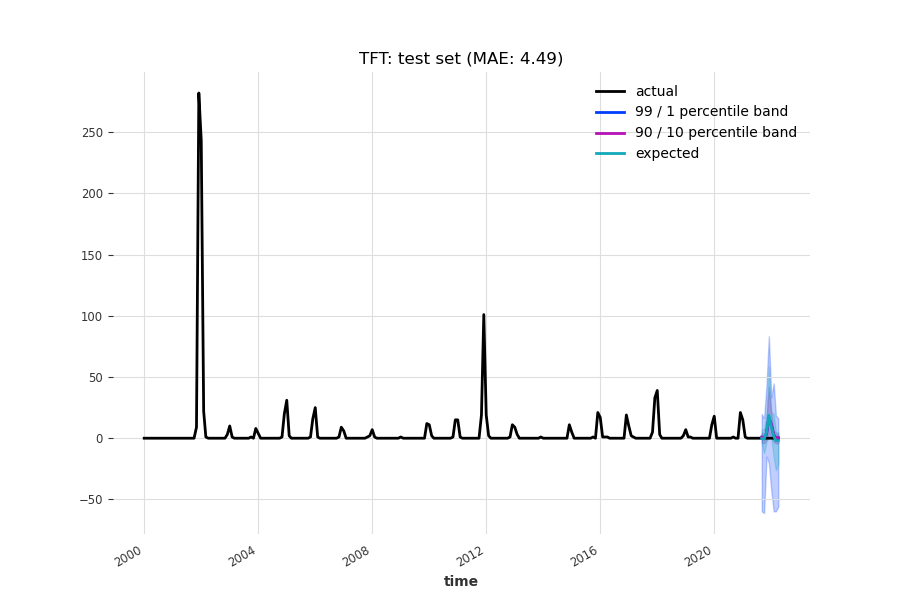 TFT: test set (MAE: 4.49)
actual
99 / 1 percentile band
90 / 10 percentile band
expected
250
200
150
100
50
0
−50
2000
2004
2008
2012
2016
2020
time